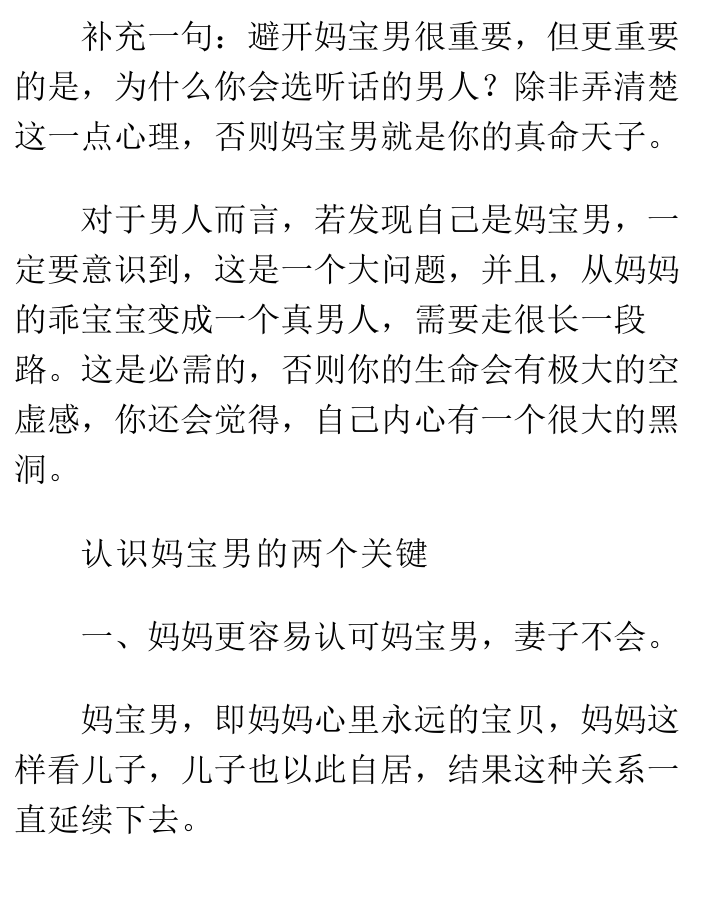 补充一句：避开妈宝男很重要，但更重要
的是，为什么你会选听话的男人？除非弄清楚
这一点心理，否则妈宝男就是你的真命天子。
对于男人而言，若发现自己是妈宝男，一
定要意识到，这是一个大问题，并且，从妈妈
的乖宝宝变成一个真男人，需要走很长一段
路。这是必需的，否则你的生命会有极大的空
虚感，你还会觉得，自己内心有一个很大的黑
洞。
认识妈宝男的两个关键
一、妈妈更容易认可妈宝男，妻子不会。
妈宝男，即妈妈心里永远的宝贝，妈妈这
样看儿子，儿子也以此自居，结果这种关系一
直延续下去。